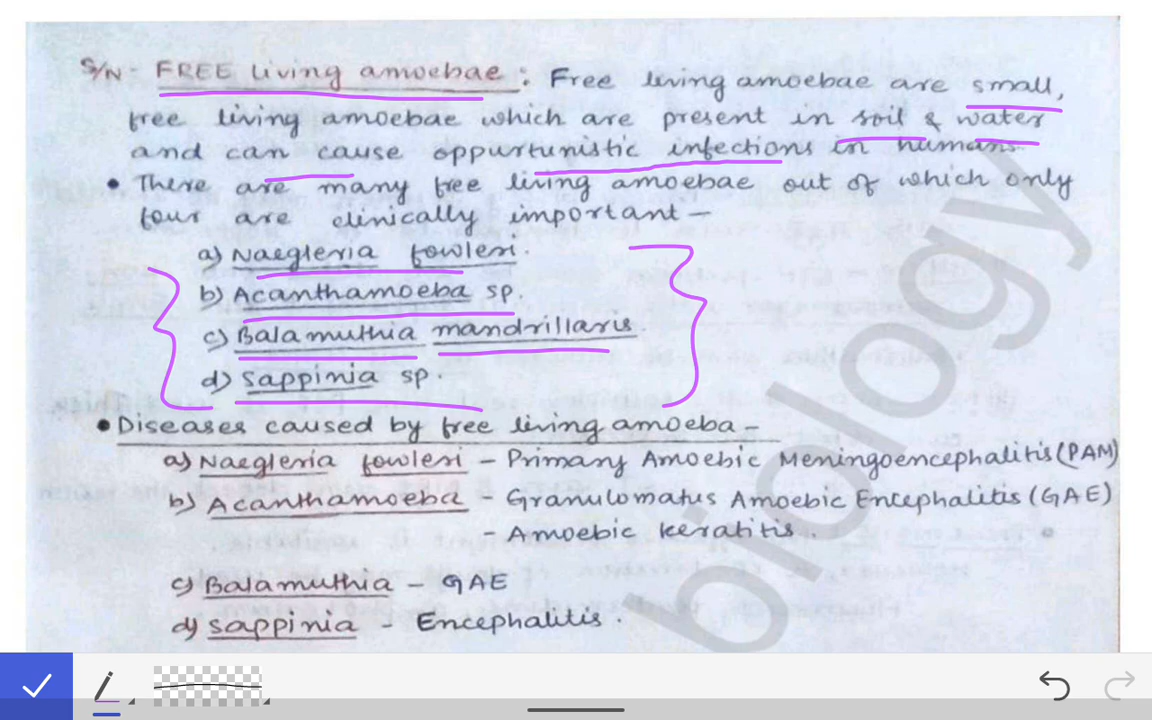 S/N - FREE Living amoebae : Free living amoebae are small,
free living amoebae which are present in soil & water
and can cause oppurtunistic infections in humans.
• There are many free living amoebae out of which only
four are clinically important -
a) Naegleria fowleri.
b) Acanthamoeba sp.
c) Balamuthia mandrillaris.
d) Sappinia sp.
• Diseases caused by free living amoeba -
a) Naegleria fowleri - Primary Amoebic Meningoencephalitis (PAM)
b) Acanthamoeba - Granulomatus Amoebic Encephalitis (GAE)
- Amoebic keratitis.
c) Balamuthia - GAE
d) Sappinia - Encephalitis.
biology